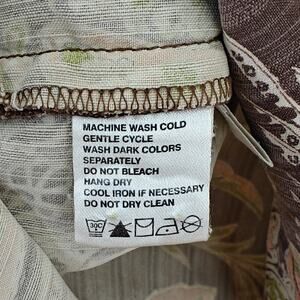 MACHINE WASH COLD
GENTLE CYCLE
WASH DARK COLORS
SEPARATELY
DO NOT BLEACH
HANG DRY
COOL IRON IF NECESSARY
DO NOT DRY CLEAN
30C